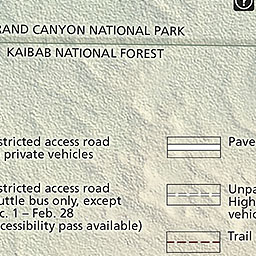 RAND CANYON NATIONAL PARK
KAIBAB NATIONAL FOREST
stricted access road
private vehicles
Pave
stricted access road
uttle bus only, except
c. 1 – Feb. 28
cessibility pass available)
Unpa
High
vehic
Trail